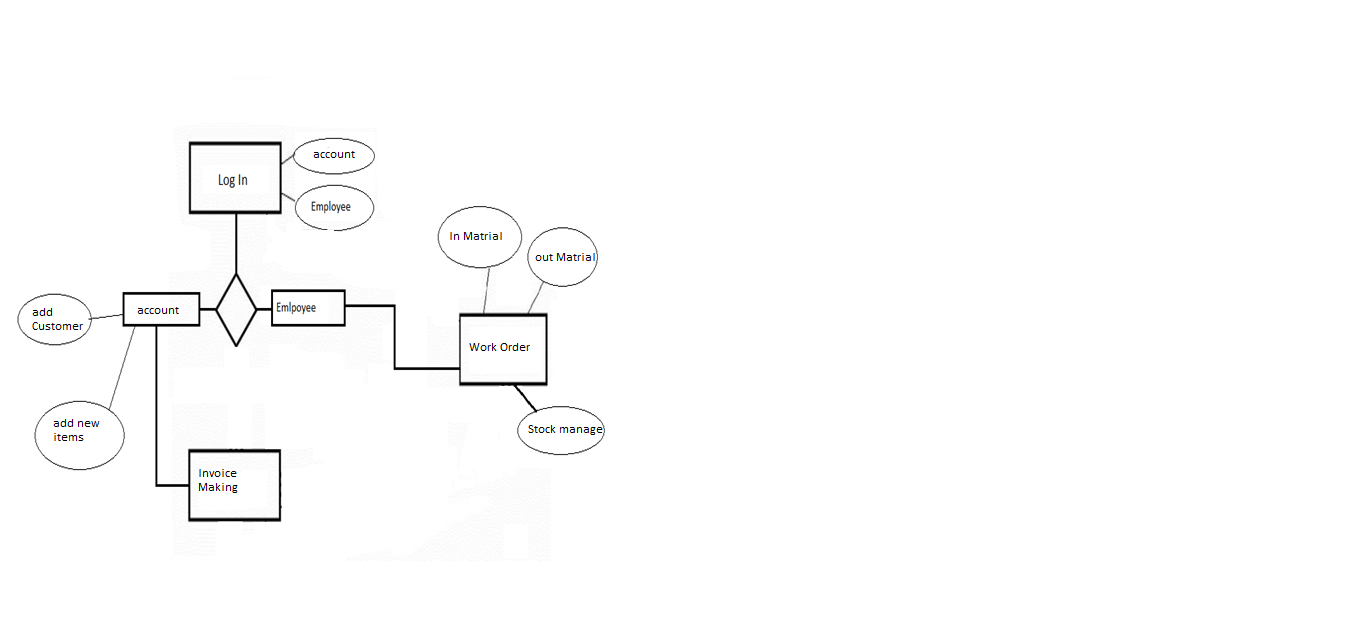 account
Log In
Employee
In Matrial
out Matrial
add
Customer
account
Emlpoyee
Work Order
add new
items
Stock manage
Invoice
Making